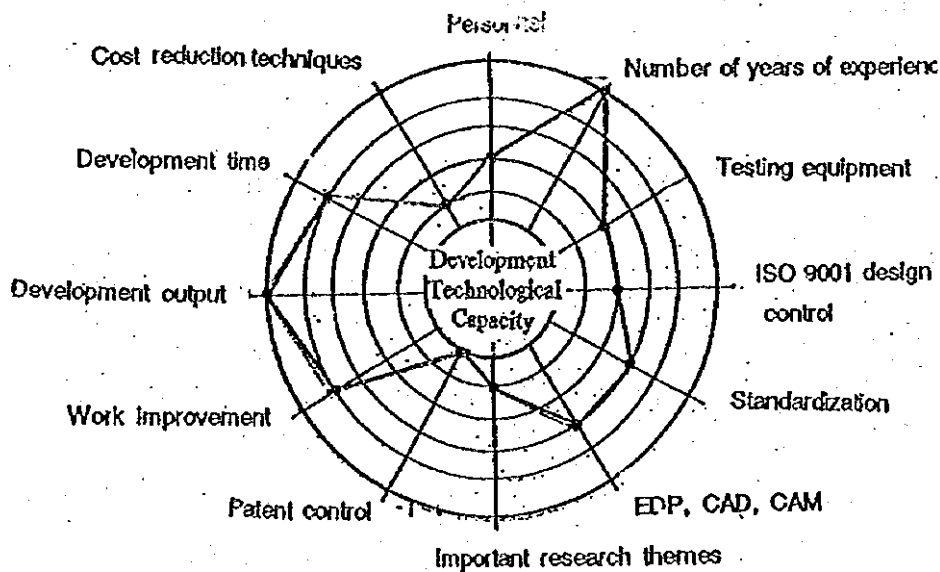 Personnel
Cost reduction techniques
Number of years of experienc
Development time
Testing equipment
Development
Technological
Capacity
Development output
ISO 9001 design
control
Work Improvement
Standardization
Patent control
EDP, CAD, CAM
Important research themes